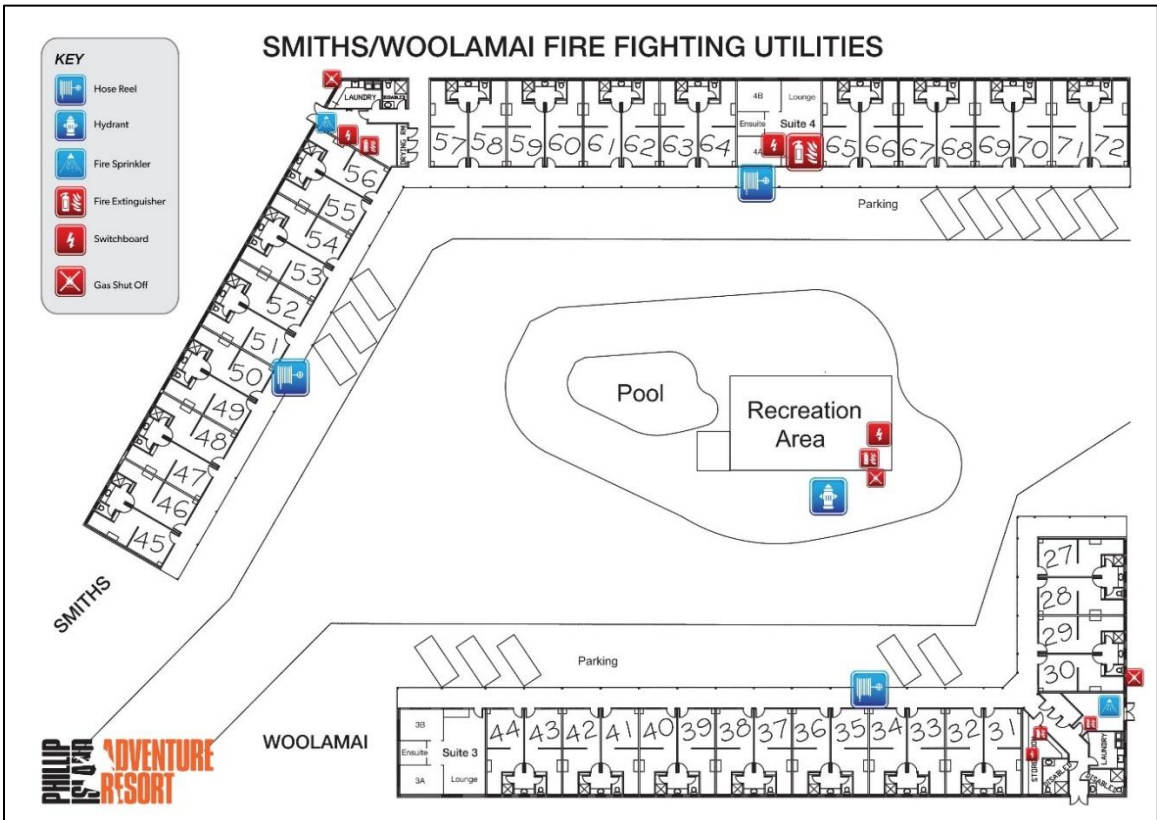 SMITHS/WOOLAMAI FIRE FIGHTING UTILITIES
KEY
Hose Reel
Hydrant
Fire Sprinkler
Fire Extinguisher
Switchboard
Gas Shut Off
LAUNDRY
DISABLED
DRYING RM
57 58 59 60 61 62 63 64
4B Lounge
Ensuite Suite 4
4A
65 66 67 68 69 70 71 72
Parking
56
55
54
53
52
51
50
49
48
47
46
45
SMITHS
Pool
Recreation
Area
27
28
29
30
Parking
WOOLAMAI
3B
Ensuite Suite 3
3A Lounge
44 43 42 41 40 39 38 37 36 35 34 33 32 31
LAUNDRY
DISABLED
DISABLED
PHILLIP
ADVENTURE
RESORT